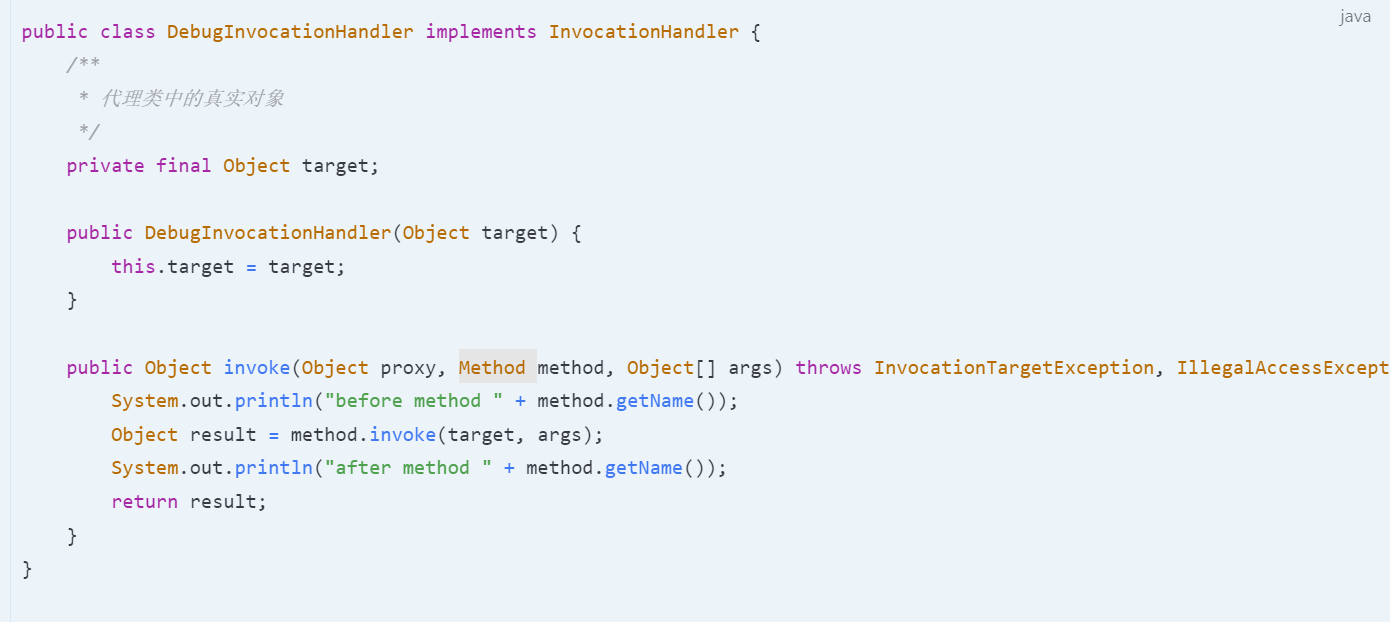 java
public class DebugInvocationHandler implements InvocationHandler {
    /**
     * 代理类中的真实对象
     */
    private final Object target;

    public DebugInvocationHandler(Object target) {
        this.target = target;
    }

    public Object invoke(Object proxy, Method method, Object[] args) throws InvocationTargetException, IllegalAccessExcept
        System.out.println("before method " + method.getName());
        Object result = method.invoke(target, args);
        System.out.println("after method " + method.getName());
        return result;
    }
}